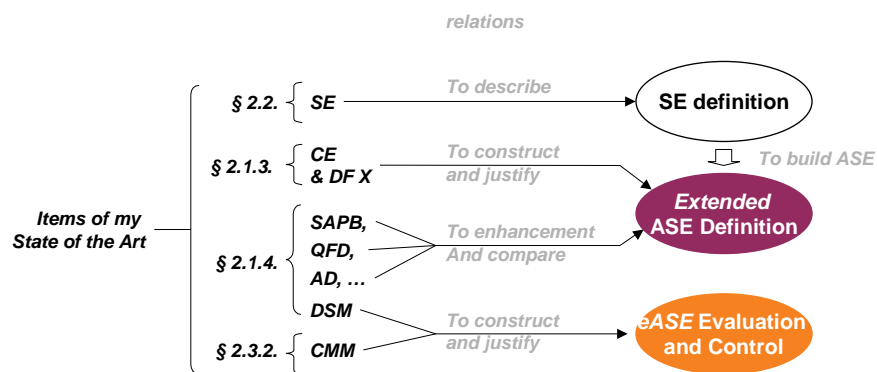 relations
§ 2.2.
SE
To describe
SE definition
To build ASE
§ 2.1.3.
CE
& DF X
To construct
and justify
Extended
ASE Definition
Items of my
State of the Art
§ 2.1.4.
SAPB,
QFD,
AD, …
DSM
To enhancement
And compare
§ 2.3.2.
CMM
To construct
and justify
eASE Evaluation
and Control